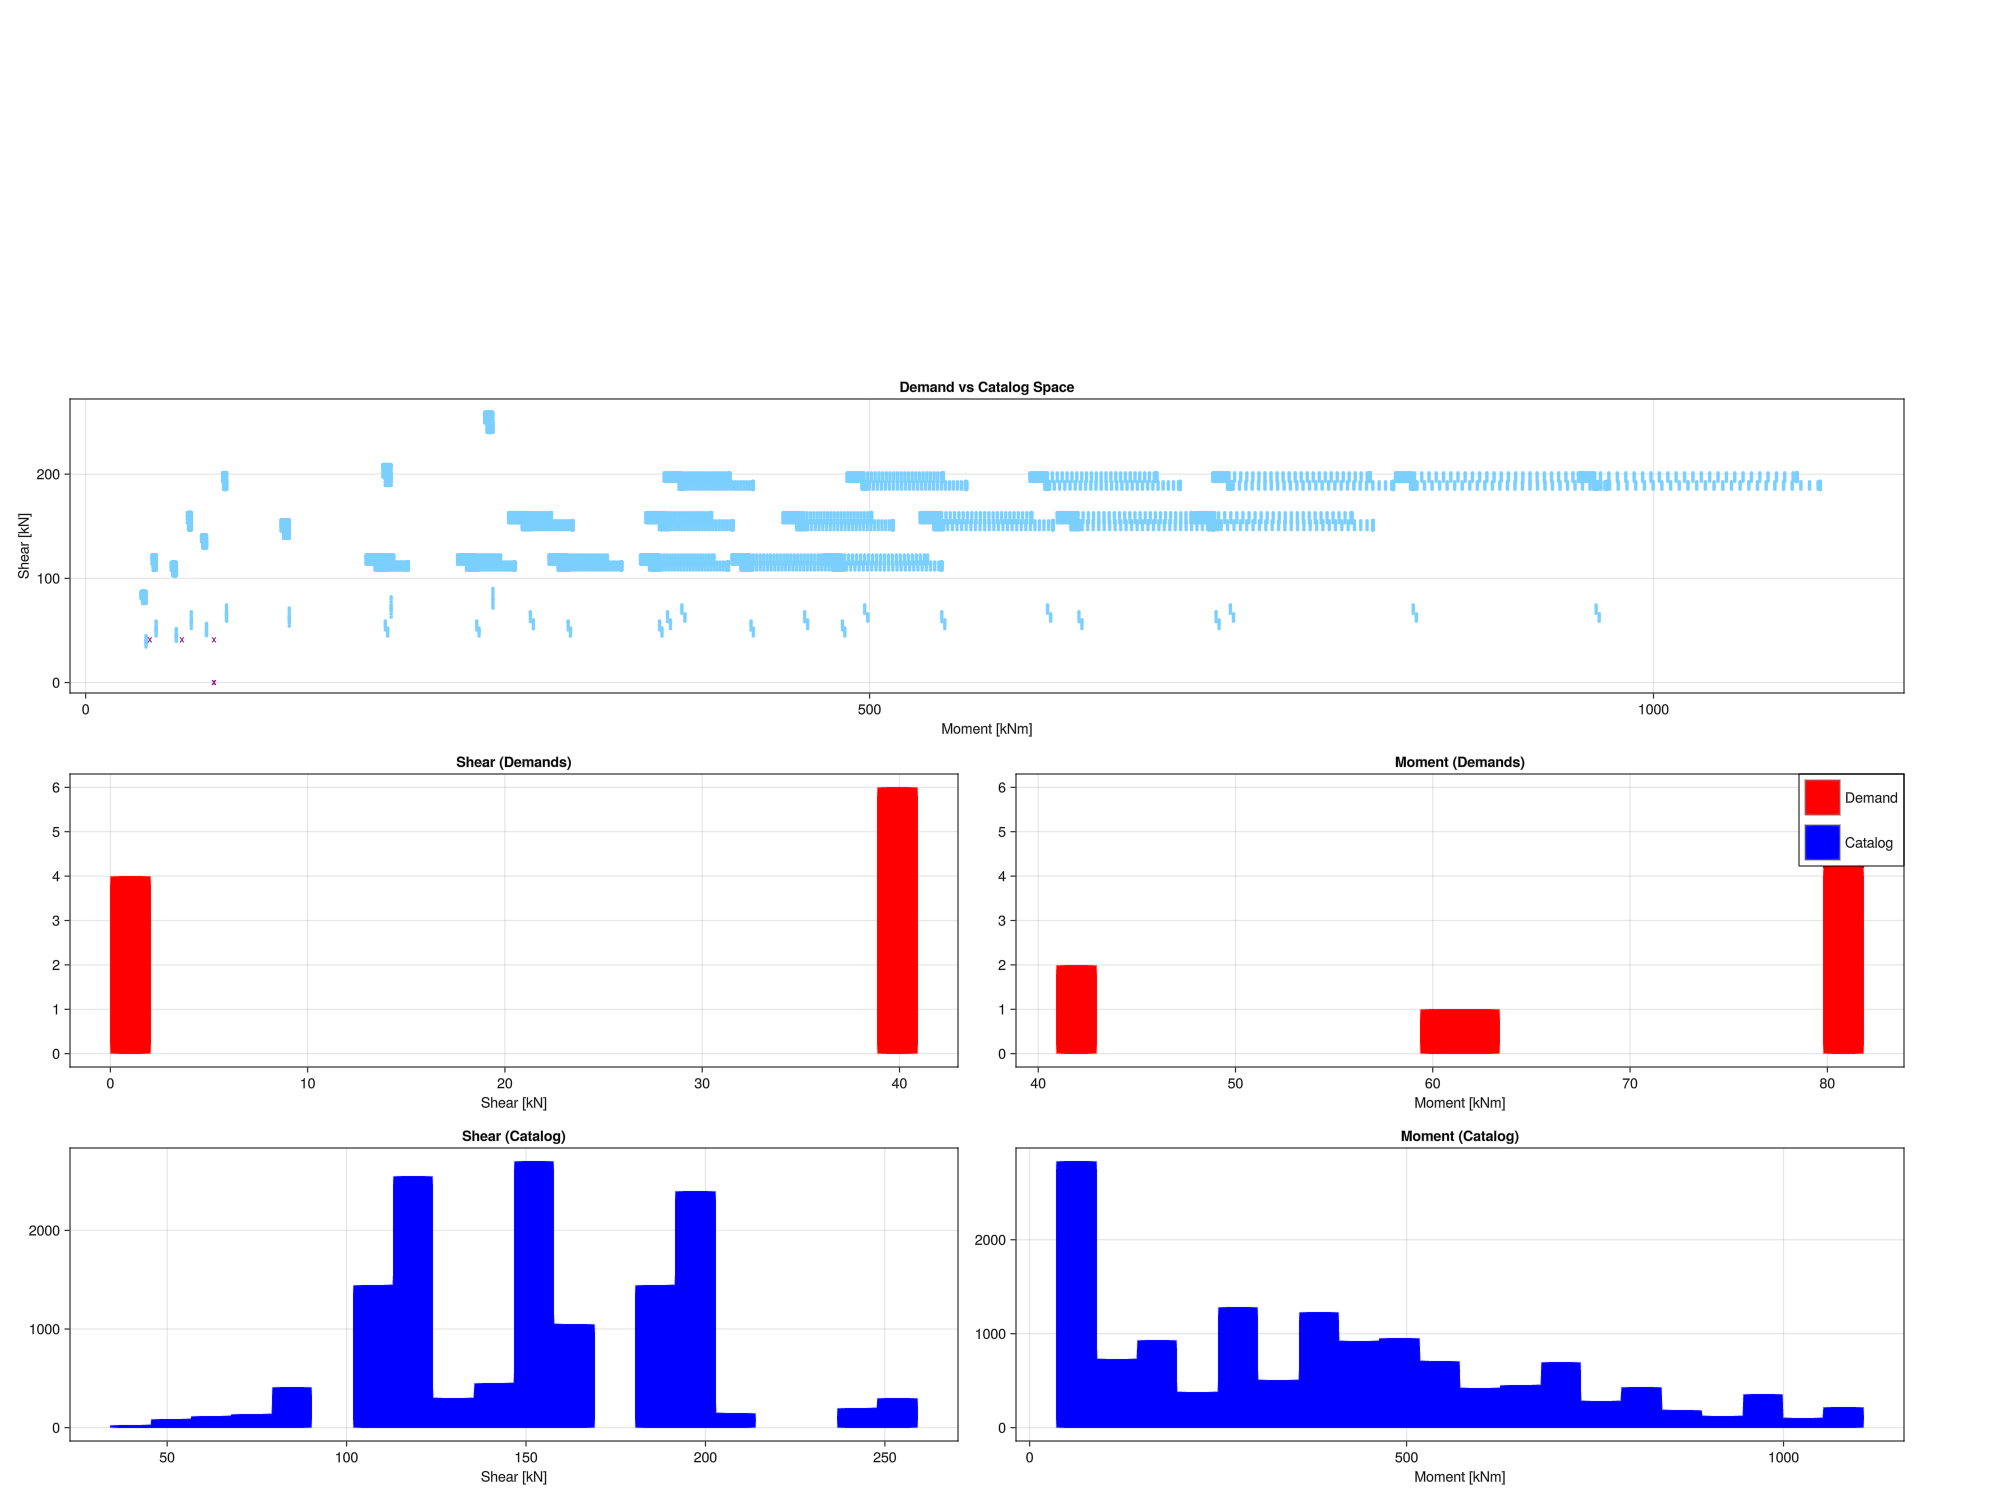 Demand vs Catalog Space
Shear [kN]
200
100
0
0 500 1000
Moment [kNm]
Shear (Demands)
6
5
4
3
2
1
0
0 10 20 30 40
Shear [kN]
Moment (Demands)
6
5
4
3
2
1
0
Demand
Catalog
40 50 60 70 80
Moment [kNm]
Shear (Catalog)
2000
1000
0
50 100 150 200 250
Shear [kN]
Moment (Catalog)
2000
1000
0
0 500 1000
Moment [kNm]